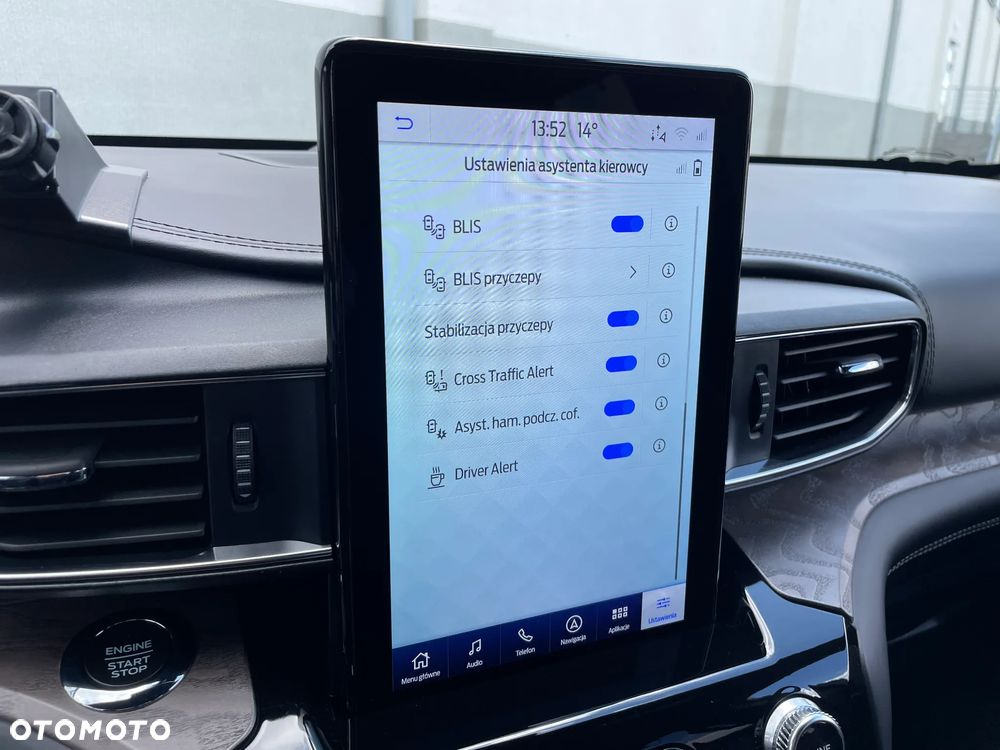 13:52 14°
Ustawienia asystenta kierowcy
BLIS
BLIS przyczepy
Stabilizacja przyczepy
Cross Traffic Alert
Asyst. ham. podcz. cof.
Driver Alert
Menu główne
Audio
Telefon
Nawigacja
Aplikacje
Ustawienia
ENGINE
START
STOP
OTOMOTO